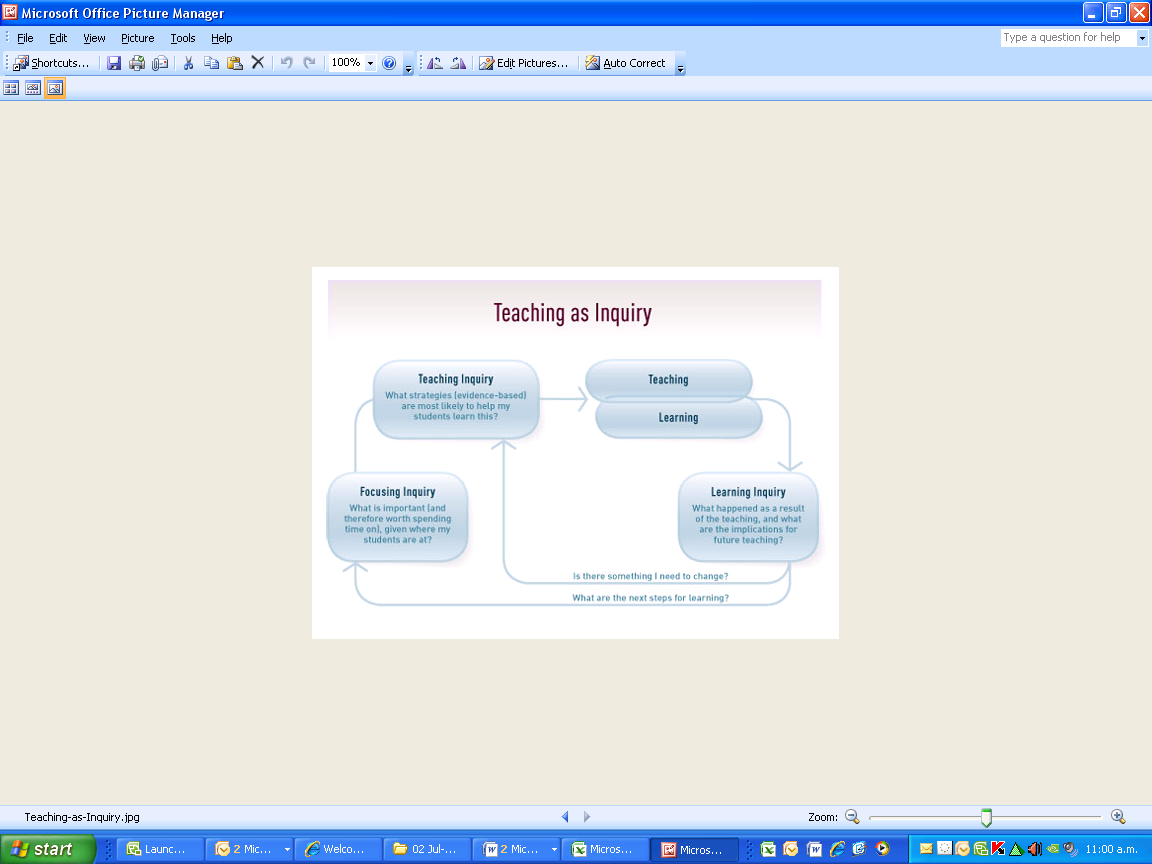 Microsoft Office Picture Manager
File Edit View Picture Tools Help
Type a question for help
Shortcuts...
100%
Edit Pictures...
Auto Correct
Teaching as Inquiry
Teaching Inquiry
What strategies (evidence-based)
are most likely to help my
students learn this?
Teaching
Learning
Focusing Inquiry
What is important (and
therefore worth spending
time on), given where my
students are at?
Learning Inquiry
What happened as a result
of the teaching, and what
are the implications for
future teaching?
Is there something I need to change?
What are the next steps for learning?
Teaching-as-Inquiry.jpg
Zoom:
start
Launc...
2 Mic...
Welco...
02 Jul-...
2 Mic...
Micros...
Micros...
11:00 a.m.